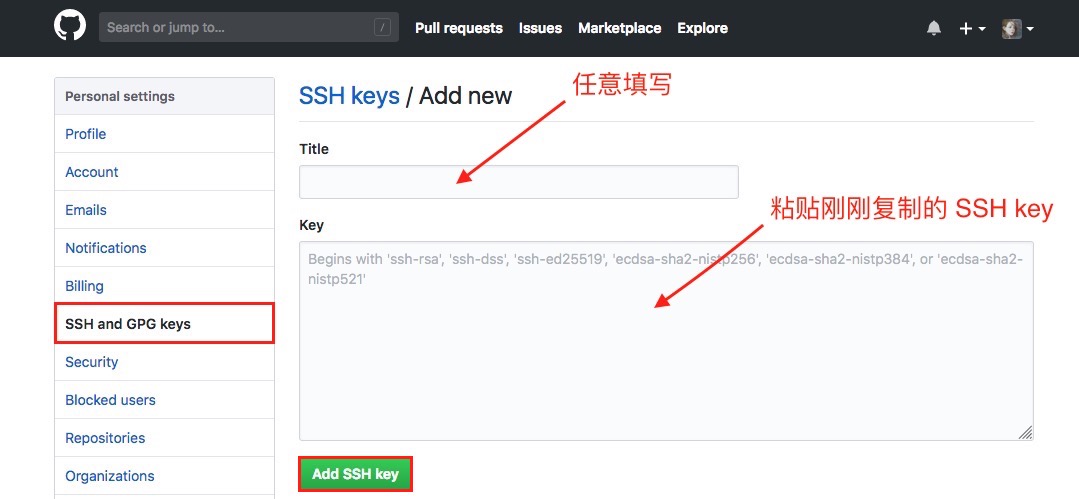 Search or jump to... /
Pull requests Issues Marketplace Explore
Personal settings
Profile
Account
Emails
Notifications
Billing
SSH and GPG keys
Security
Blocked users
Repositories
Organizations
SSH keys / Add new
任意填写
Title
粘贴刚刚复制的 SSH key
Key
Begins with 'ssh-rsa', 'ssh-dss', 'ssh-ed25519', 'ecdsa-sha2-nistp256', 'ecdsa-sha2-nistp384', or 'ecdsa-sha2-
nistp521'
Add SSH key